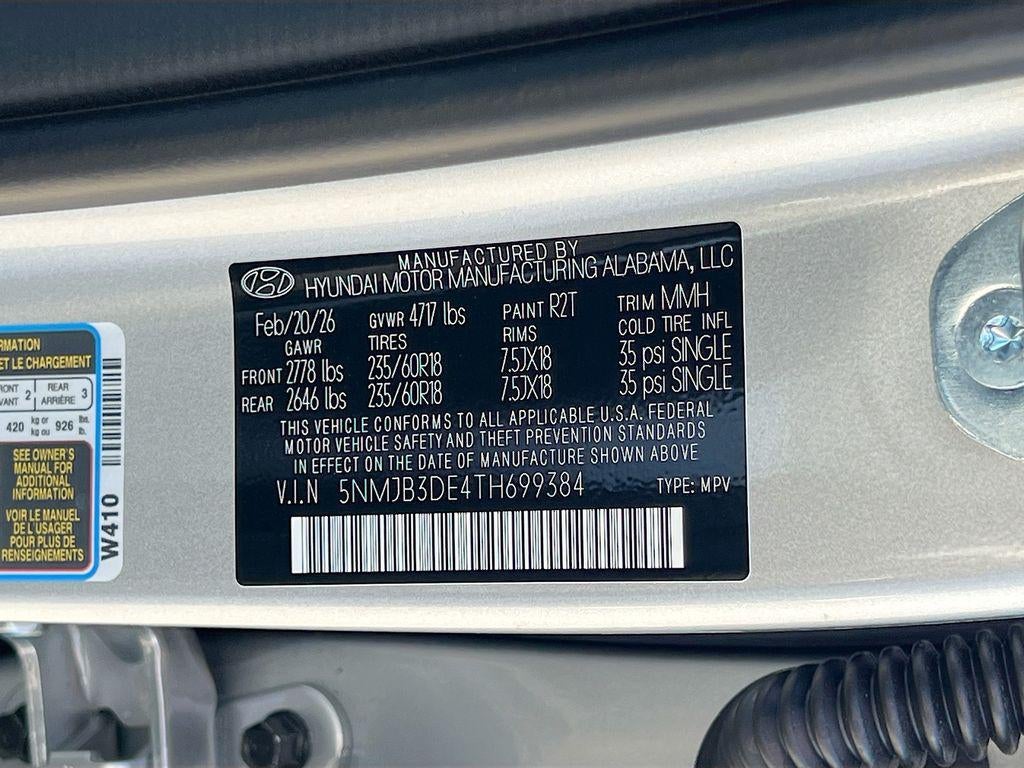 MANUFACTURED BY
HYUNDAI MOTOR MANUFACTURING ALABAMA, LLC
Feb/20/26 GVWR 4717 lbs PAINT R2T TRIM MMH
GAWR TIRES RIMS COLD TIRE INFL
FRONT 2778 lbs 235/60R18 7.5JX18 35 psi SINGLE
REAR 2646 lbs 235/60R18 7.5JX18 35 psi SINGLE
THIS VEHICLE CONFORMS TO ALL APPLICABLE U.S.A. FEDERAL
MOTOR VEHICLE SAFETY AND THEFT PREVENTION STANDARDS
IN EFFECT ON THE DATE OF MANUFACTURE SHOWN ABOVE
V.I.N 5NMJB3DE4TH699384 TYPE: MPV
RMATION
ET LE CHARGEMENT
RONT 2 REAR 3
VANT ARRIÈRE
420 kg or 926 lbs.
kg ou lb.
SEE OWNER'S
MANUAL FOR
ADDITIONAL
INFORMATION
VOIR LE MANUEL
DE L'USAGER
POUR PLUS DE
RENSEIGNEMENTS
W410